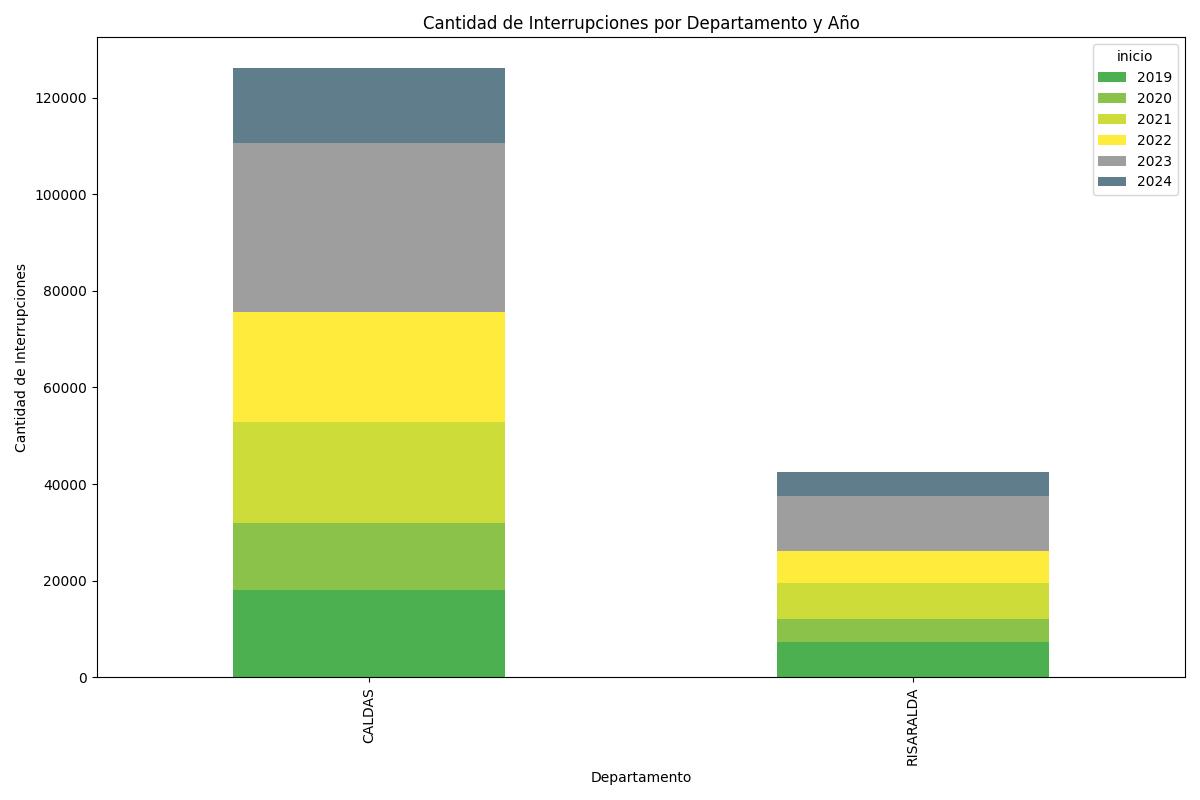 Cantidad de Interrupciones por Departamento y Año
inicio
2019
2020
2021
2022
2023
2024
Cantidad de Interrupciones
120000
100000
80000
60000
40000
20000
0
CALDAS
RISARALDA
Departamento